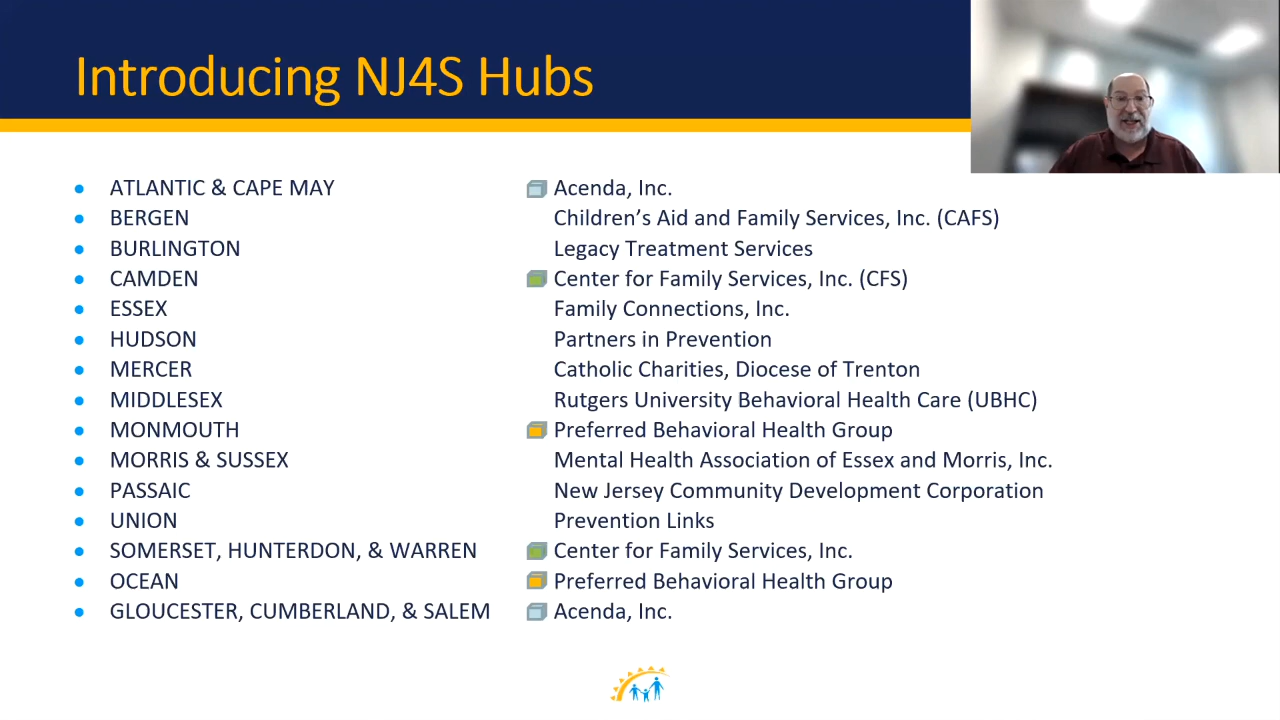 Introducing NJ4S Hubs
• ATLANTIC & CAPE MAY Acenda, Inc.
• BERGEN Children’s Aid and Family Services, Inc. (CAFS)
• BURLINGTON Legacy Treatment Services
• CAMDEN Center for Family Services, Inc. (CFS)
• ESSEX Family Connections, Inc.
• HUDSON Partners in Prevention
• MERCER Catholic Charities, Diocese of Trenton
• MIDDLESEX Rutgers University Behavioral Health Care (UBHC)
• MONMOUTH Preferred Behavioral Health Group
• MORRIS & SUSSEX Mental Health Association of Essex and Morris, Inc.
• PASSAIC New Jersey Community Development Corporation
• UNION Prevention Links
• SOMERSET, HUNTERDON, & WARREN Center for Family Services, Inc.
• OCEAN Preferred Behavioral Health Group
• GLOUCESTER, CUMBERLAND, & SALEM Acenda, Inc.